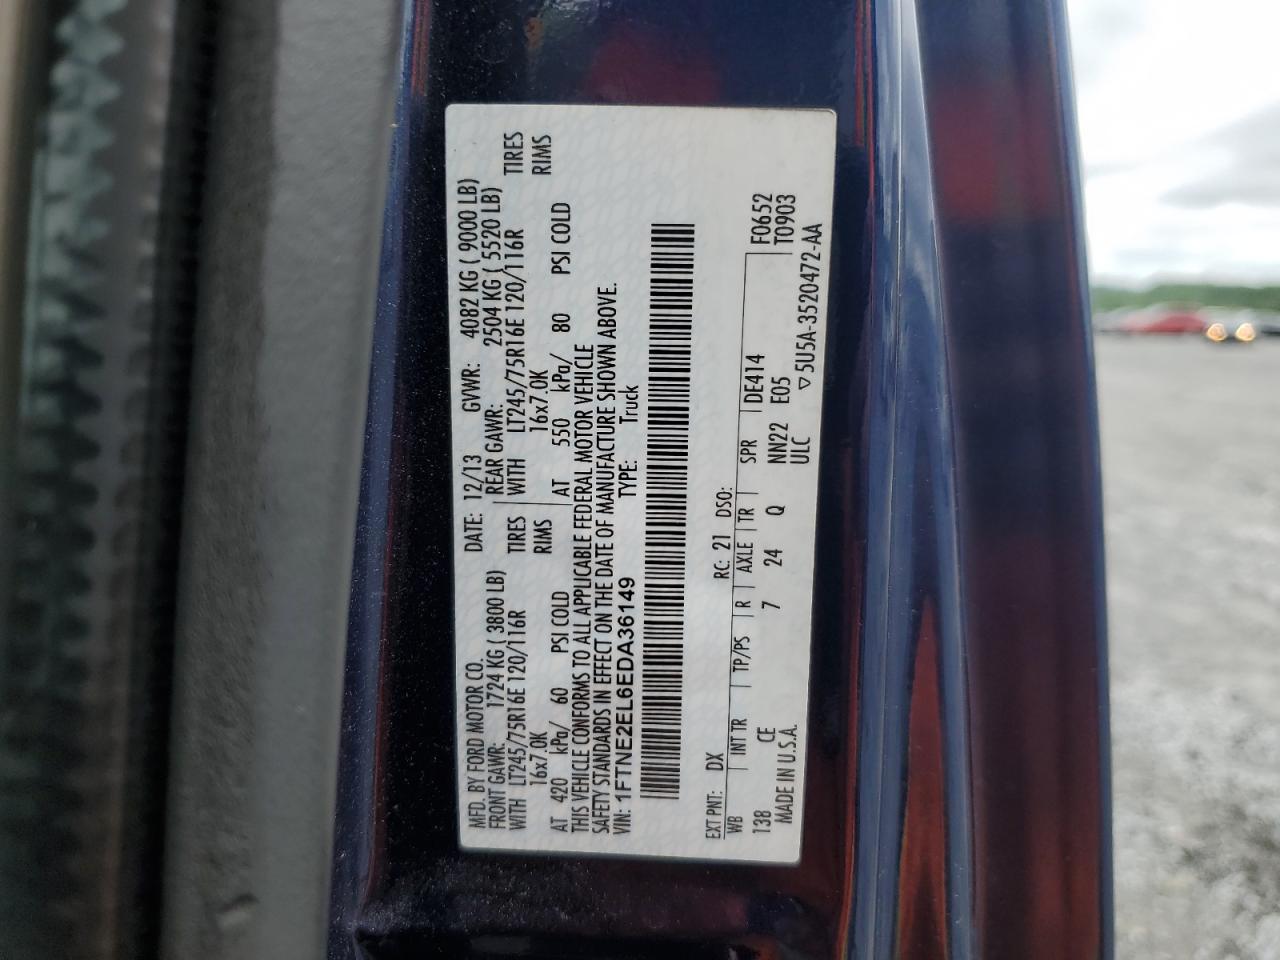 MFD. BY FORD MOTOR CO. DATE: 12/13 GVWR: 4082 KG ( 9000 LB)
FRONT GAWR: 1724 KG ( 3800 LB) REAR GAWR: 2504 KG ( 5520 LB)
WITH LT245/75R16E 120/116R TIRES WITH LT245/75R16E 120/116R TIRES
16x7.0K RIMS 16x7.0K RIMS
AT 420 kPa/ 60 PSI COLD AT 550 kPa/ 80 PSI COLD
THIS VEHICLE CONFORMS TO ALL APPLICABLE FEDERAL MOTOR VEHICLE
SAFETY STANDARDS IN EFFECT ON THE DATE OF MANUFACTURE SHOWN ABOVE.
VIN: 1FTNE2EL6EDA36149 TYPE: Truck
EXT PNT: DX RC: 21 DSO:
WB INT TR TP/PS R AXLE TR SPR DE414 F0652
138 CE 7 24 Q NN22 E05 T0903
MADE IN U.S.A. ULC ▽5U5A-3520472-AA